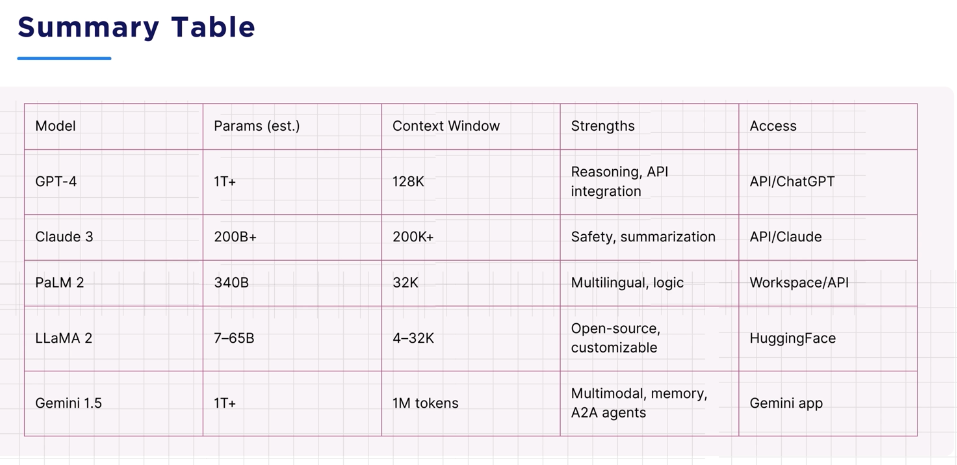 Summary Table
Model Params (est.) Context Window Strengths Access
GPT-4 1T+ 128K Reasoning, API integration API/ChatGPT
Claude 3 200B+ 200K+ Safety, summarization API/Claude
PaLM 2 340B 32K Multilingual, logic Workspace/API
LLaMA 2 7–65B 4–32K Open-source, customizable HuggingFace
Gemini 1.5 1T+ 1M tokens Multimodal, memory, A2A agents Gemini app